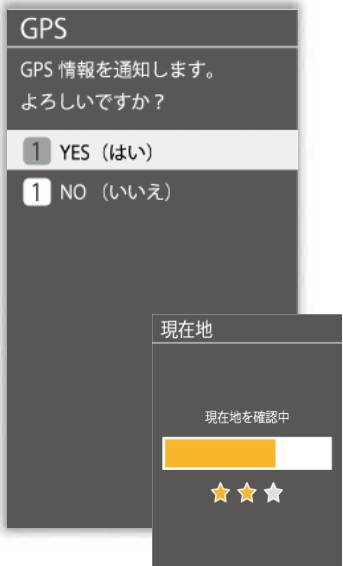 GPS
GPS 情報を通知します。
よろしいですか？
1 YES（はい）
1 NO（いいえ）
現在地
現在地を確認中